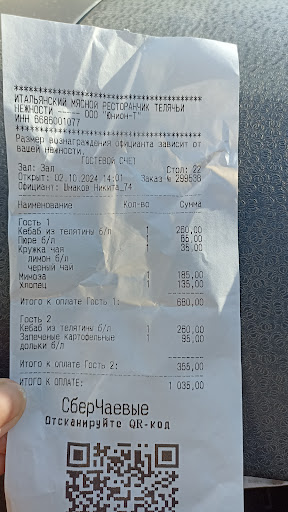 ************************************
ИТАЛЬЯНСКИЙ МЯСНОЙ РЕСТОРАНЧИК ТЕЛЯЧЬИ
НЕЖНОСТИ ----- ООО "Юнион-Т"
ИНН 6686001077
************************************
Размер вознаграждения официанта зависит от
вашей нежности.
ГОСТЕВОЙ СЧЕТ
Зал: Зал Стол: 22
Открыт: 02.10.2024 14:01 Заказ № 299638
Официант: Шмаков Никита_74
Наименование Кол-во Сумма
Гость 1
Кебаб из телятины б/л 1 260,00
Пюре б/л 1 65,00
Кружка чая 1 35,00
лимон б/л
черный чай
Мимоза 1 185,00
хлопец 1 135,00
Итого к оплате Гость 1: 680,00
Гость 2
Кебаб из телятины б/л 1 260,00
Запеченые картофельные 1 95,00
дольки б/л
Итого к оплате Гость 2: 355,00
ИТОГО К ОПЛАТЕ: 1 035,00
СберЧаевые
Отсканируйте QR-код